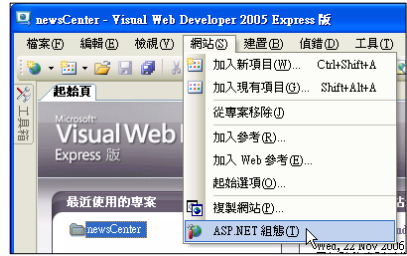 newsCenter - Visual Web Developer 2005 Express 版
檔案(F) 編輯(E) 檢視(V) 網站(S) 建置(B) 偵錯(D) 工具(T)
加入新項目(W)... Ctrl+Shift+A
起始頁
加入現有項目(G)... Shift+Alt+A
工具箱
從專案移除(J)
Microsoft
Visual Web
加入參考(R)...
Express 版
加入 Web 參考(E)...
起始選項(O)...
最近使用的專案
複製網站(P)...
newsCenter
ASP.NET 組態(T)
Wed, 22 Nov 2006